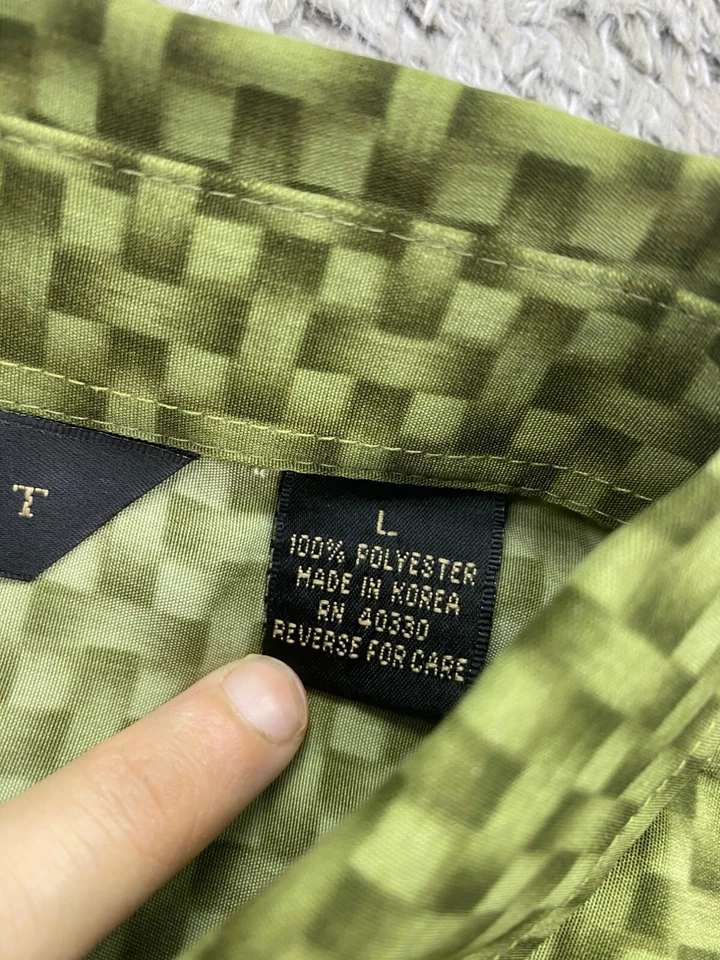 T
L
100% POLYESTER
MADE IN KOREA
RN 40330
REVERSE FOR CARE